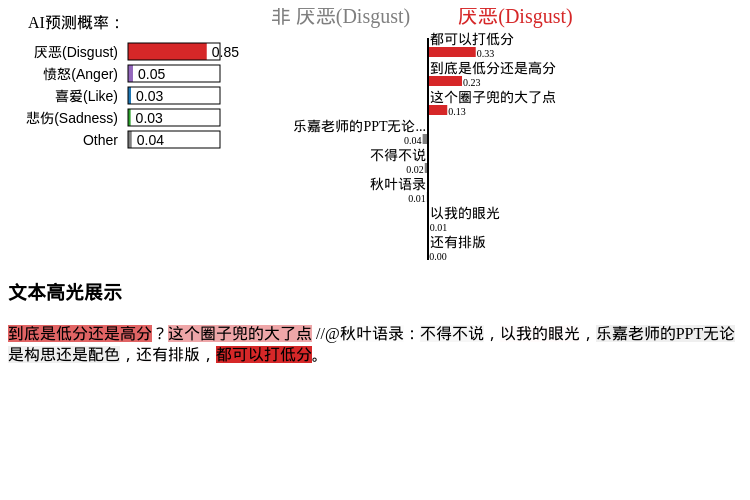 AI预测概率：
厌恶(Disgust) 0.85
愤怒(Anger) 0.05
喜爱(Like) 0.03
悲伤(Sadness) 0.03
Other 0.04
非 厌恶(Disgust) 厌恶(Disgust)
都可以打低分
0.33
到底是低分还是高分
0.23
这个圈子兜的大了点
0.13
乐嘉老师的PPT无论...
0.04
不得不说
0.02
秋叶语录
0.01
以我的眼光
0.01
还有排版
0.00
文本高光展示
到底是低分还是高分？这个圈子兜的大了点 //@秋叶语录：不得不说，以我的眼光，乐嘉老师的PPT无论
是构思还是配色，还有排版，都可以打低分。